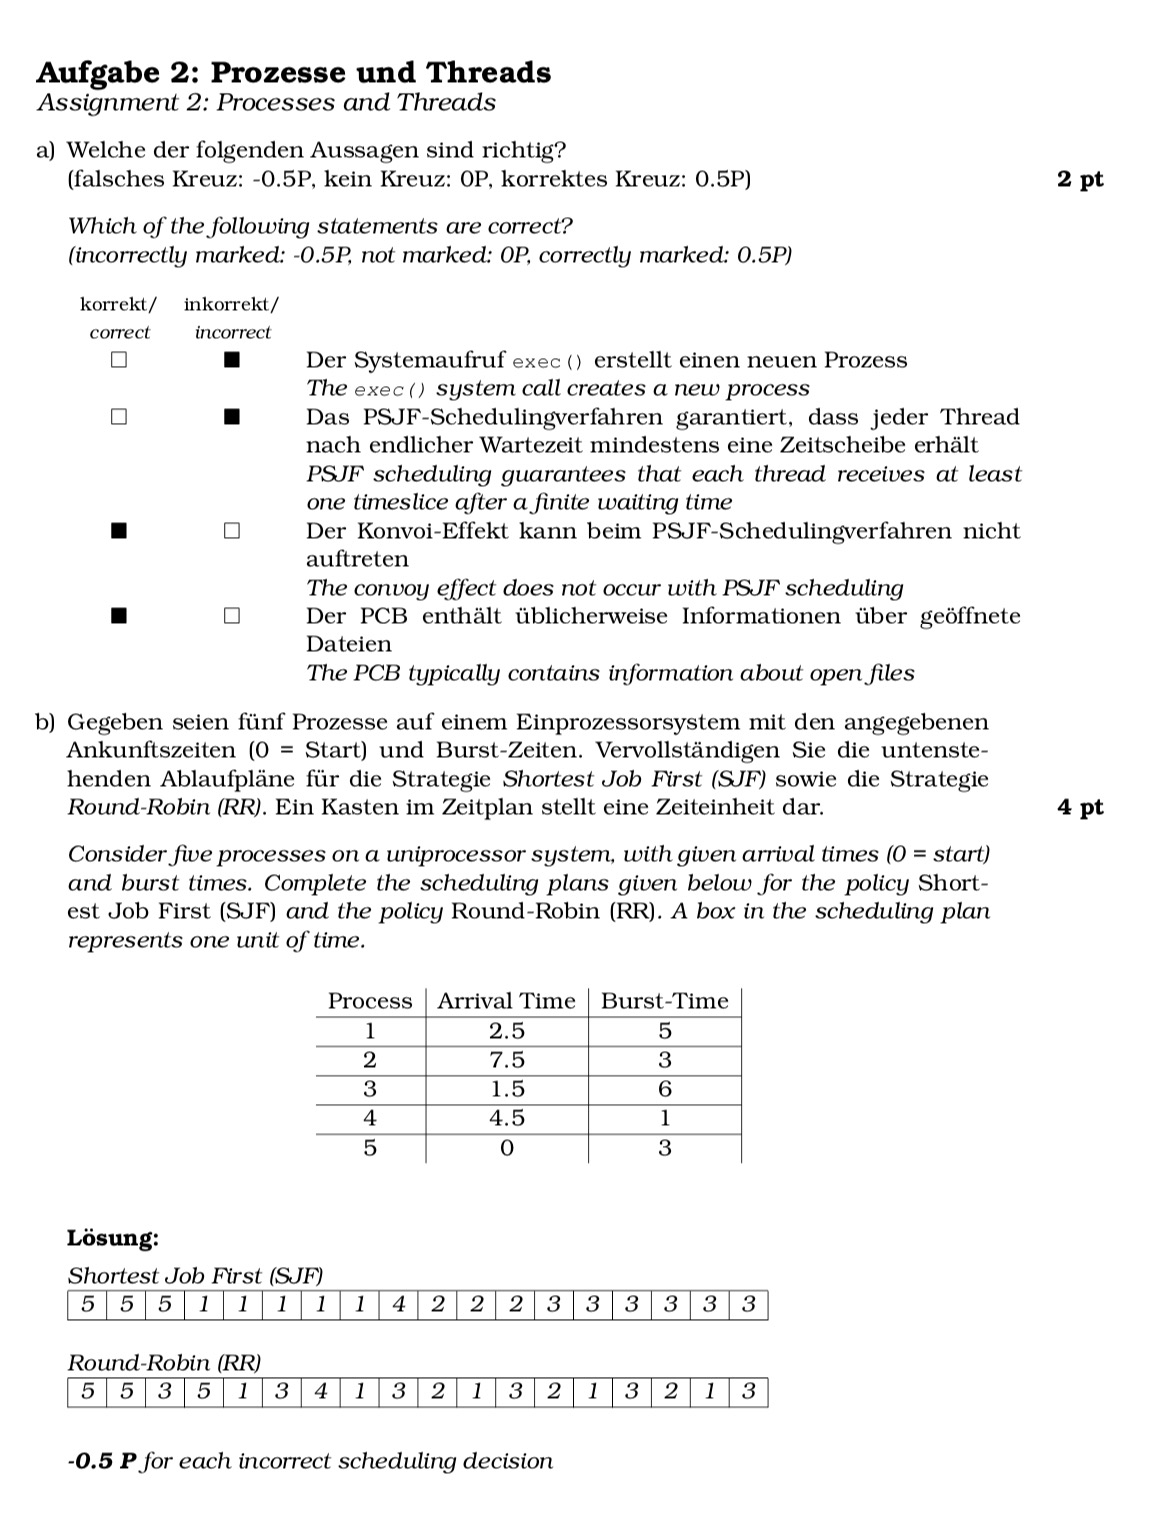 Aufgabe 2: Prozesse und Threads
Assignment 2: Processes and Threads
a) Welche der folgenden Aussagen sind richtig?
(falsches Kreuz: -0.5P, kein Kreuz: 0P, korrektes Kreuz: 0.5P) 2 pt
Which of the following statements are correct?
(incorrectly marked: -0.5P, not marked: 0P, correctly marked: 0.5P)
korrekt/ inkorrekt/
correct incorrect
□ ■ Der Systemaufruf exec() erstellt einen neuen Prozess
The exec() system call creates a new process
□ ■ Das PSJF-Schedulingverfahren garantiert, dass jeder Thread
nach endlicher Wartezeit mindestens eine Zeitscheibe erhält
PSJF scheduling guarantees that each thread receives at least
one timeslice after a finite waiting time
■ □ Der Konvoi-Effekt kann beim PSJF-Schedulingverfahren nicht
auftreten
The convoy effect does not occur with PSJF scheduling
■ □ Der PCB enthält üblicherweise Informationen über geöffnete
Dateien
The PCB typically contains information about open files
b) Gegeben seien fünf Prozesse auf einem Einprozessorsystem mit den angegebenen
Ankunftszeiten (0 = Start) und Burst-Zeiten. Vervollständigen Sie die untenste-
henden Ablaufpläne für die Strategie Shortest Job First (SJF) sowie die Strategie
Round-Robin (RR). Ein Kasten im Zeitplan stellt eine Zeiteinheit dar. 4 pt
Consider five processes on a uniprocessor system, with given arrival times (0 = start)
and burst times. Complete the scheduling plans given below for the policy Short-
est Job First (SJF) and the policy Round-Robin (RR). A box in the scheduling plan
represents one unit of time.
Process Arrival Time Burst-Time
1 2.5 5
2 7.5 3
3 1.5 6
4 4.5 1
5 0 3
Lösung:
Shortest Job First (SJF)
5 5 5 1 1 1 1 1 4 2 2 2 3 3 3 3 3 3
Round-Robin (RR)
5 5 3 5 1 3 4 1 3 2 1 3 2 1 3 2 1 3
-0.5 P for each incorrect scheduling decision